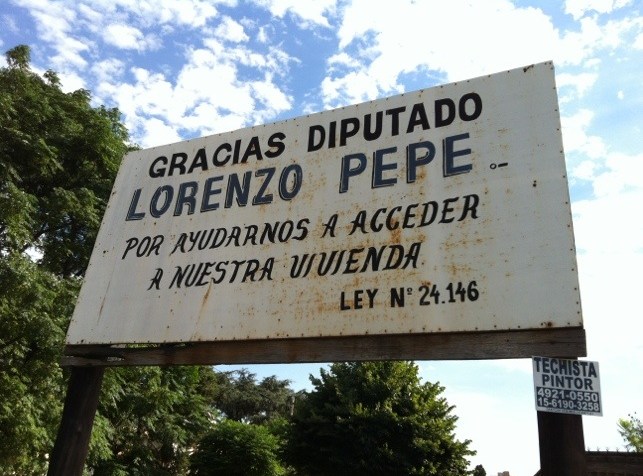 GRACIAS DIPUTADO
LORENZO PEPE.-
POR AYUDARNOS A ACCEDER
A NUESTRA VIVIENDA
LEY Nº 24.146
TECHISTA
PINTOR
4921-0550
15-6190-3258